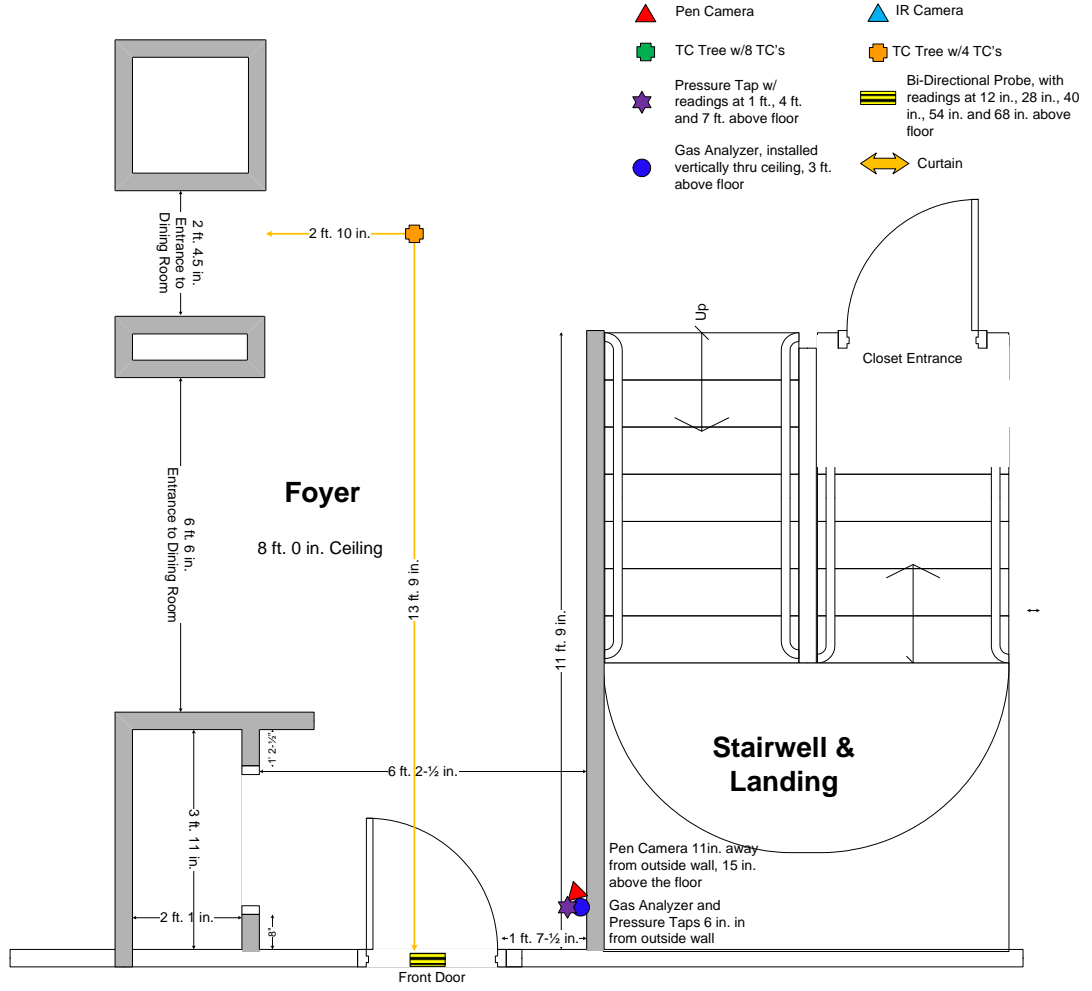 Pen Camera
IR Camera
TC Tree w/8 TC's
TC Tree w/4 TC's
Pressure Tap w/
readings at 1 ft., 4 ft.
and 7 ft. above floor
Bi-Directional Probe, with
readings at 12 in., 28 in., 40
in., 54 in. and 68 in. above
floor
Gas Analyzer, installed
vertically thru ceiling, 3 ft.
above floor
Curtain
2 ft. 4.5 in.
Entrance to
Dining Room
2 ft. 10 in.
Up
Closet Entrance
6 ft. 6 in.
Entrance to Dining Room
Foyer
8 ft. 0 in. Ceiling
13 ft. 9 in.
11 ft. 9 in.
1' 2-½"
6 ft. 2-½ in.
Stairwell &
Landing
3 ft. 11 in.
2 ft. 1 in.
8"
Pen Camera 11in. away
from outside wall, 15 in.
above the floor
Gas Analyzer and
Pressure Taps 6 in. in
from outside wall
1 ft. 7-½ in.
Front Door